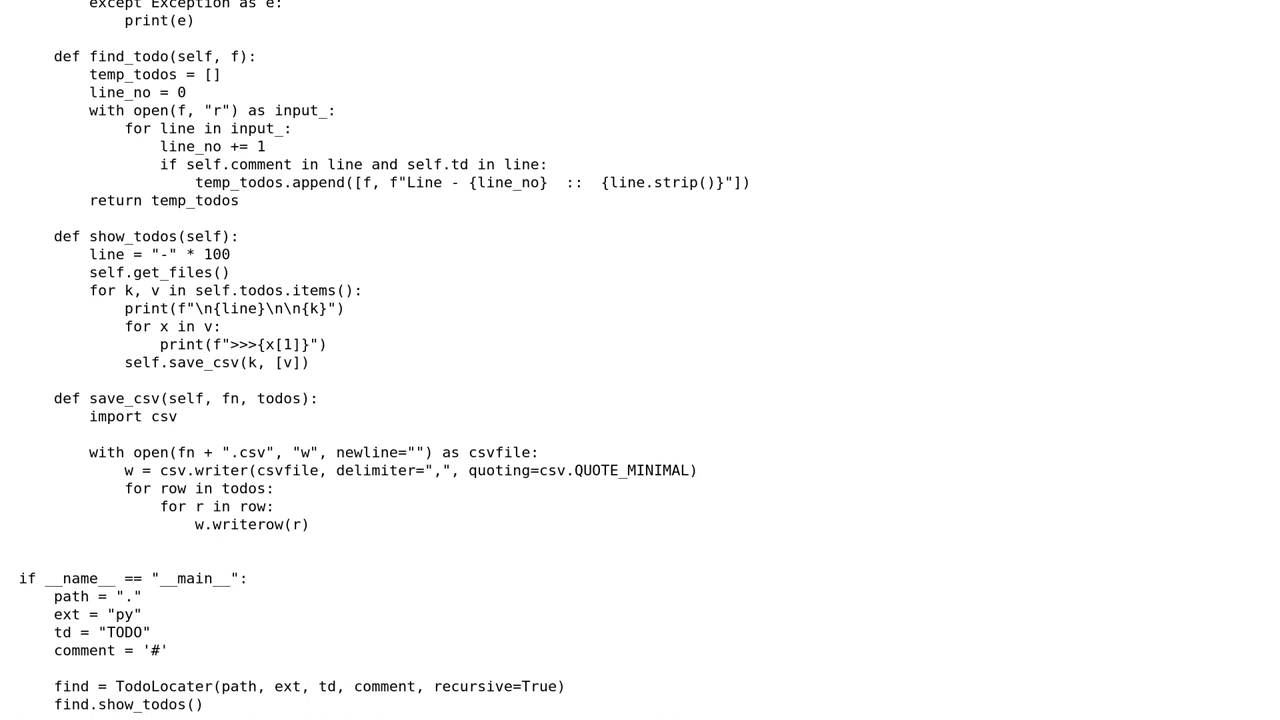 except Exception as e:
            print(e)

    def find_todo(self, f):
        temp_todos = []
        line_no = 0
        with open(f, "r") as input_:
            for line in input_:
                line_no += 1
                if self.comment in line and self.td in line:
                    temp_todos.append([f, f"Line - {line_no}  ::  {line.strip()}"])
        return temp_todos

    def show_todos(self):
        line = "-" * 100
        self.get_files()
        for k, v in self.todos.items():
            print(f"\n{line}\n\n{k}")
            for x in v:
                print(f">>>{x[1]}")
            self.save_csv(k, [v])

    def save_csv(self, fn, todos):
        import csv

        with open(fn + ".csv", "w", newline="") as csvfile:
            w = csv.writer(csvfile, delimiter=",", quoting=csv.QUOTE_MINIMAL)
            for row in todos:
                for r in row:
                    w.writerow(r)


if __name__ == "__main__":
    path = "."
    ext = "py"
    td = "TODO"
    comment = '#'

    find = TodoLocater(path, ext, td, comment, recursive=True)
    find.show_todos()